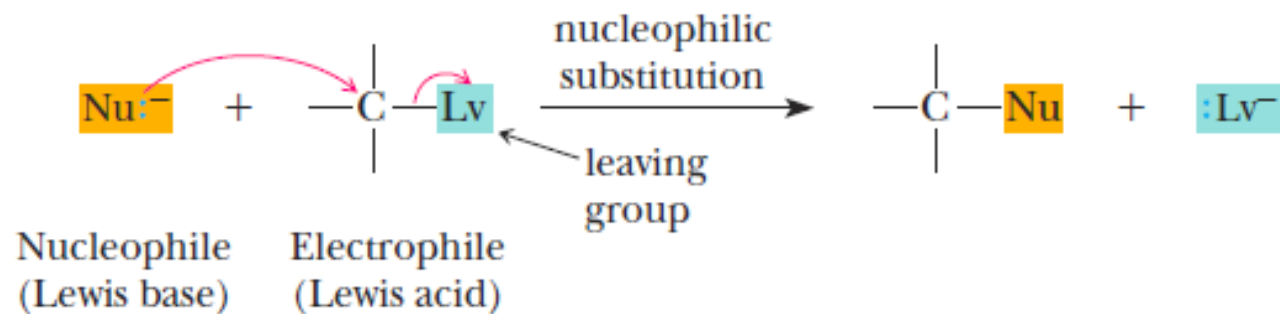 nucleophilic
substitution
Nu:⁻ + —C—Lv —C—Nu + :Lv⁻
leaving
group
Nucleophile Electrophile
(Lewis base) (Lewis acid)